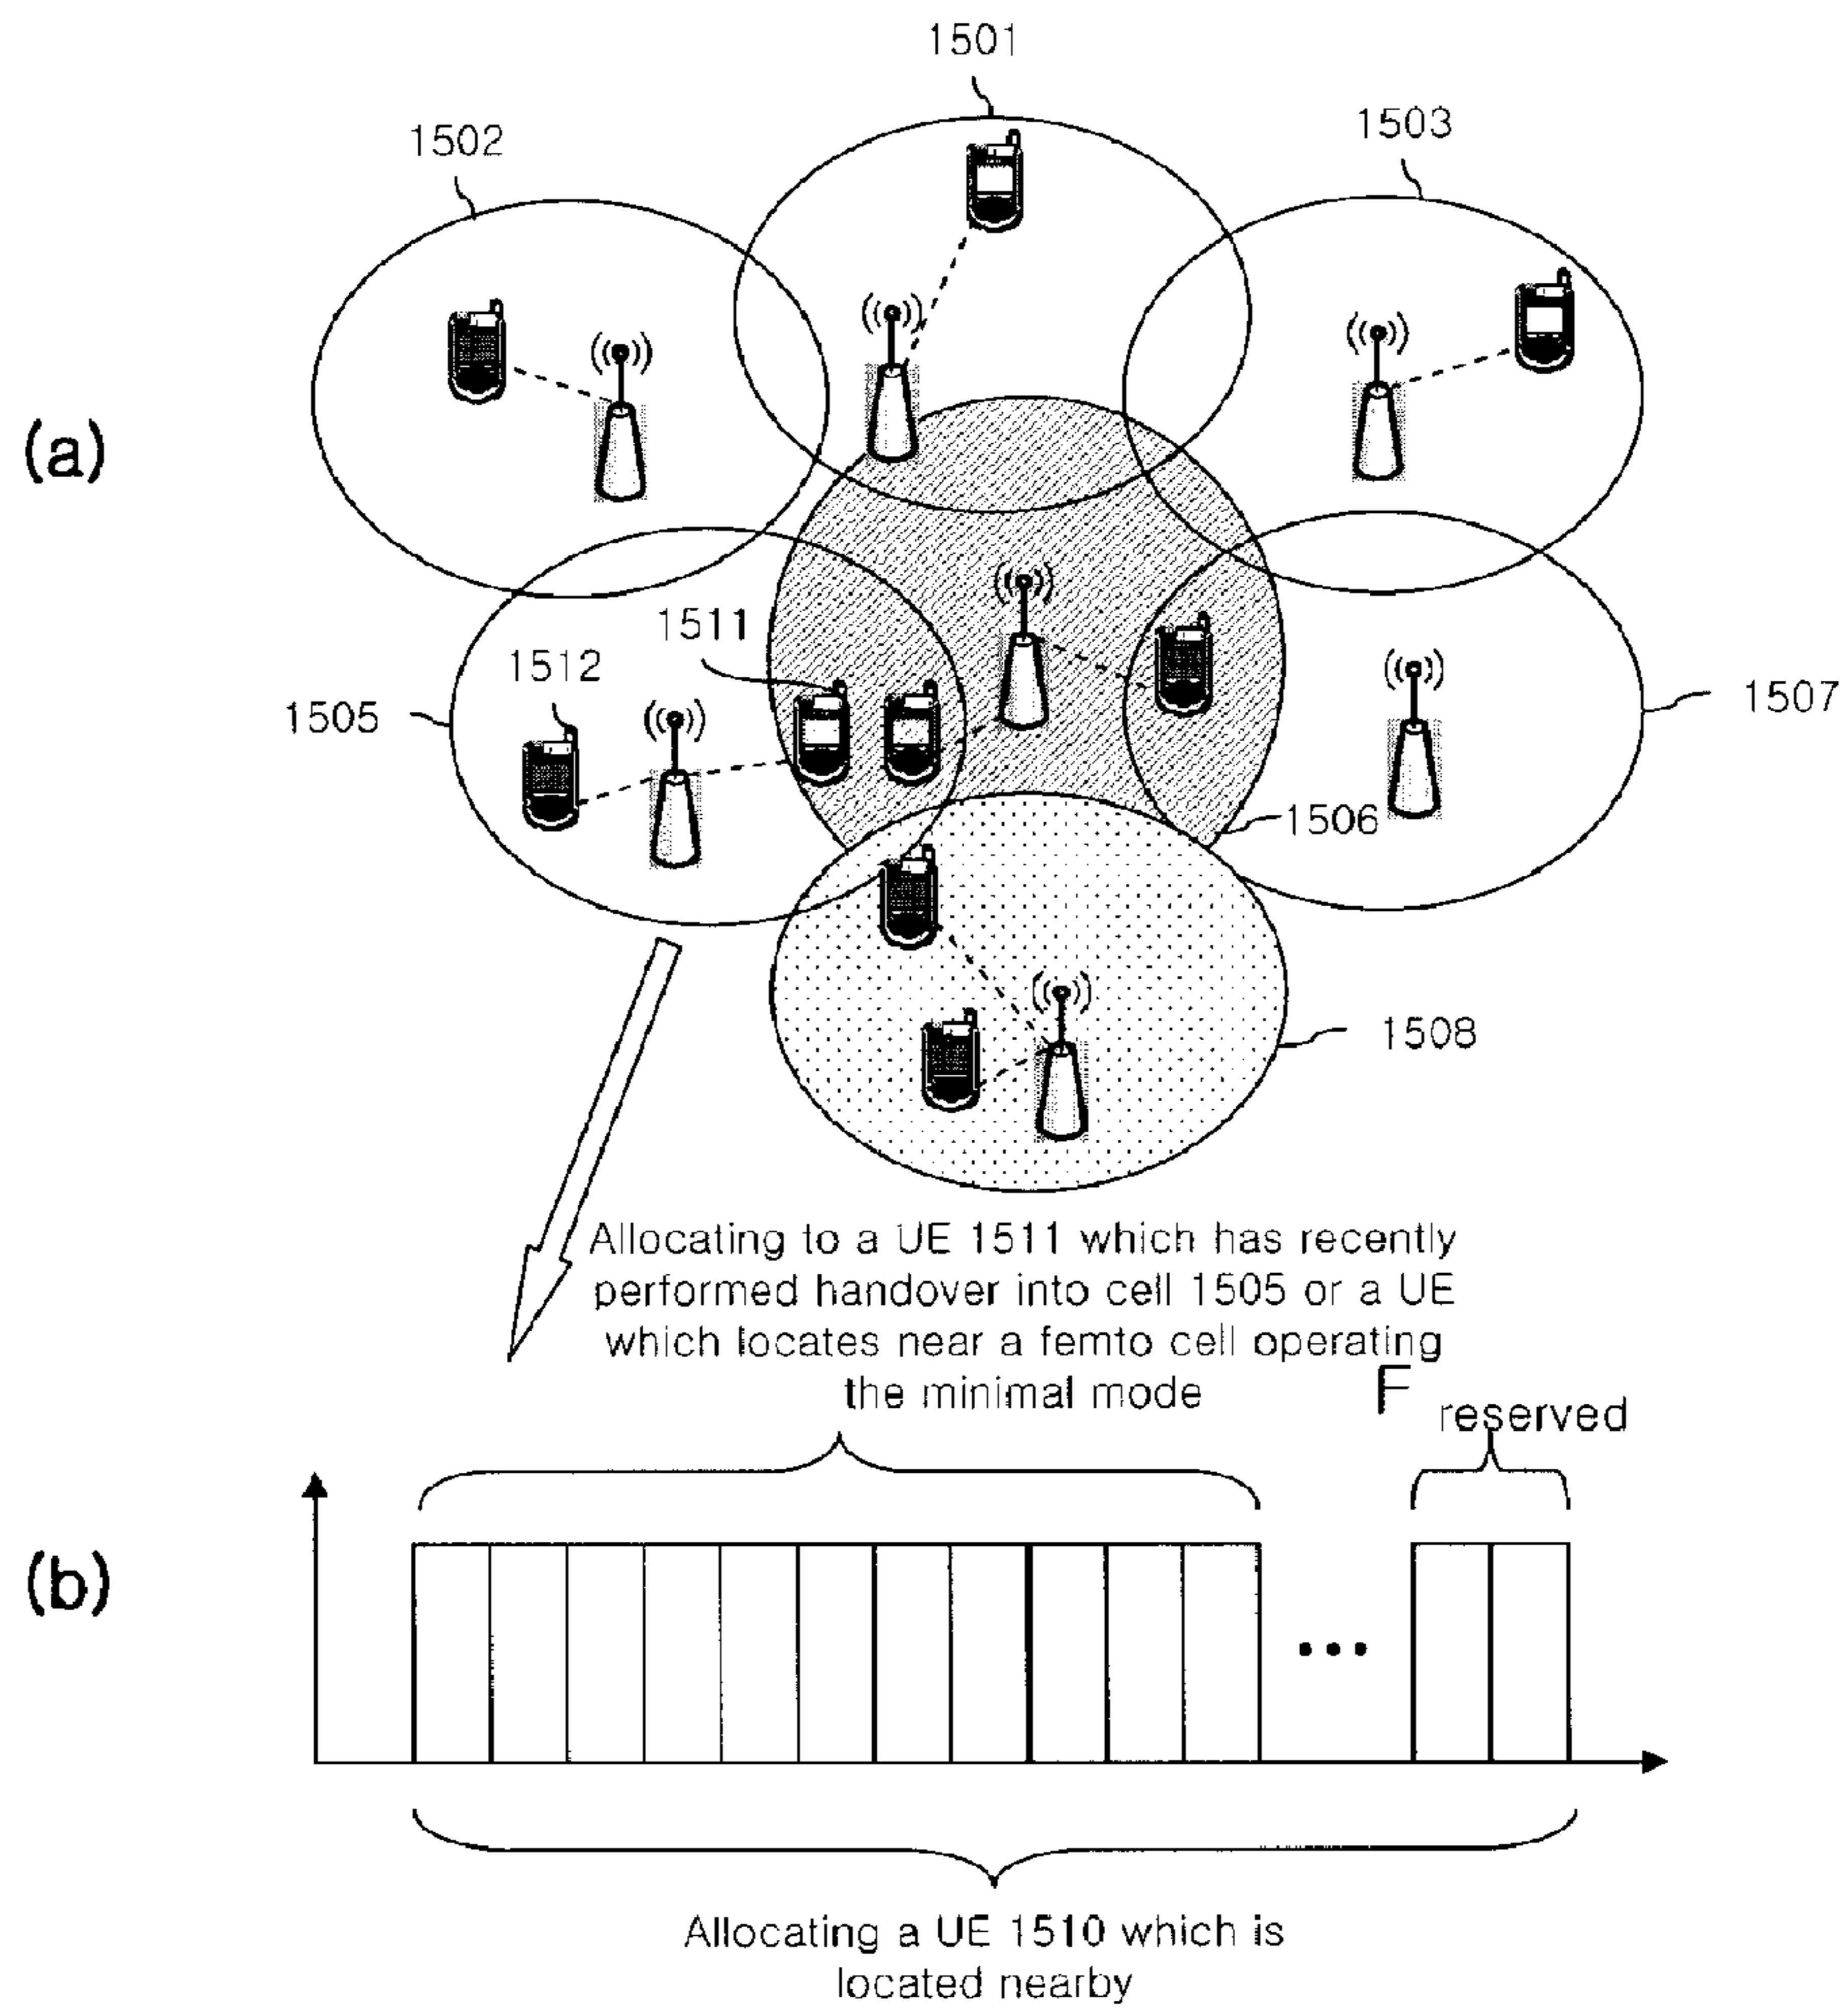 1501
1502
1503
(a)
1511
1512
1505
1507
1506
1508
Allocating to a UE 1511 which has recently
performed handover into cell 1505 or a UE
which locates near a femto cell operating
the minimal mode
F reserved
(b)
...
Allocating a UE 1510 which is
located nearby